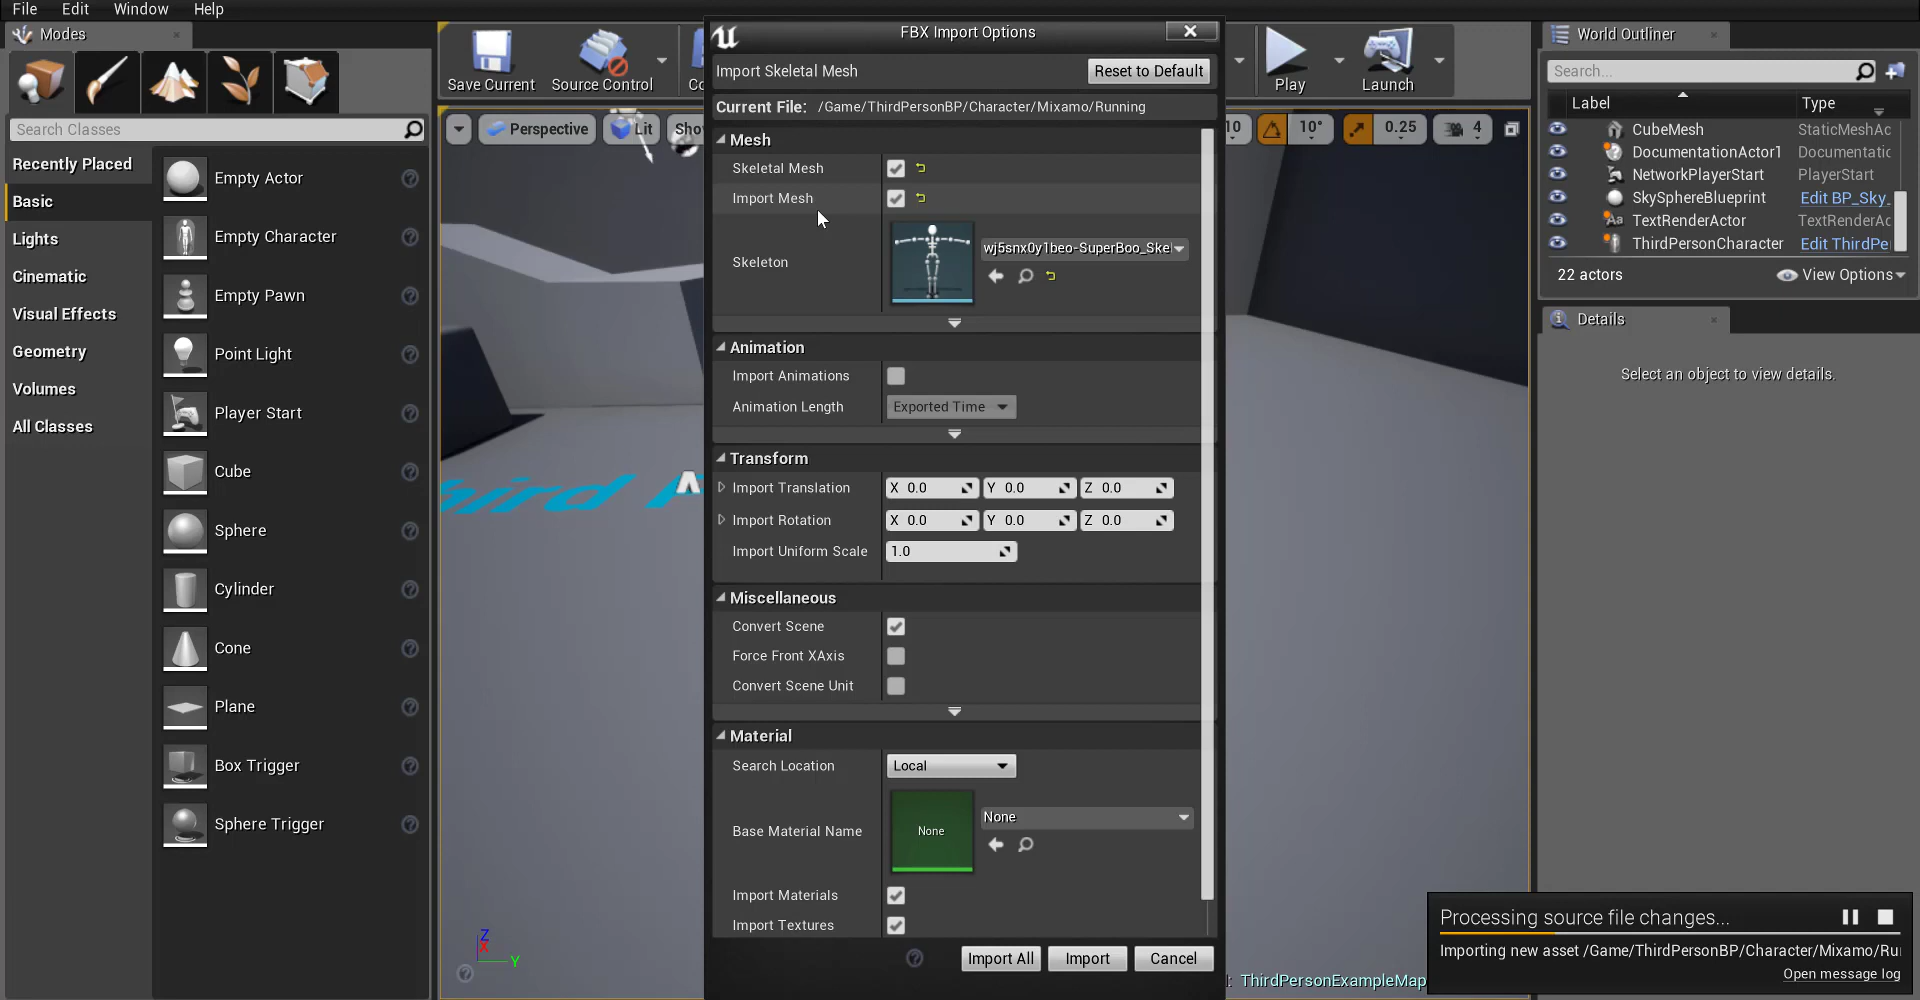 File Edit Window Help
Modes
Search Classes
Recently Placed
Basic
Lights
Cinematic
Visual Effects
Geometry
Volumes
All Classes
Empty Actor
Empty Character
Empty Pawn
Point Light
Player Start
Cube
Sphere
Cylinder
Cone
Plane
Box Trigger
Sphere Trigger
Save Current
Source Control
Perspective
Lit
Z
X
Y
FBX Import Options
Import Skeletal Mesh
Reset to Default
Current File: /Game/ThirdPersonBP/Character/Mixamo/Running
Mesh
Skeletal Mesh
Import Mesh
Skeleton
wj5snx0y1beo-SuperBoo_Ske
Animation
Import Animations
Animation Length Exported Time
Transform
Import Translation X 0.0 Y 0.0 Z 0.0
Import Rotation X 0.0 Y 0.0 Z 0.0
Import Uniform Scale 1.0
Miscellaneous
Convert Scene
Force Front XAxis
Convert Scene Unit
Material
Search Location Local
Base Material Name None None
Import Materials
Import Textures
Import All Import Cancel
Play
Launch
10 10° 0.25 4
World Outliner
Search...
Label Type
CubeMesh StaticMeshAc
DocumentationActor1 Documentatic
NetworkPlayerStart PlayerStart
SkySphereBlueprint Edit BP_Sky_
TextRenderActor TextRenderAc
ThirdPersonCharacter Edit ThirdPe
22 actors View Options
Details
Select an object to view details.
Processing source file changes...
Importing new asset /Game/ThirdPersonBP/Character/Mixamo/Ru
Open message log
ThirdPersonExampleMap